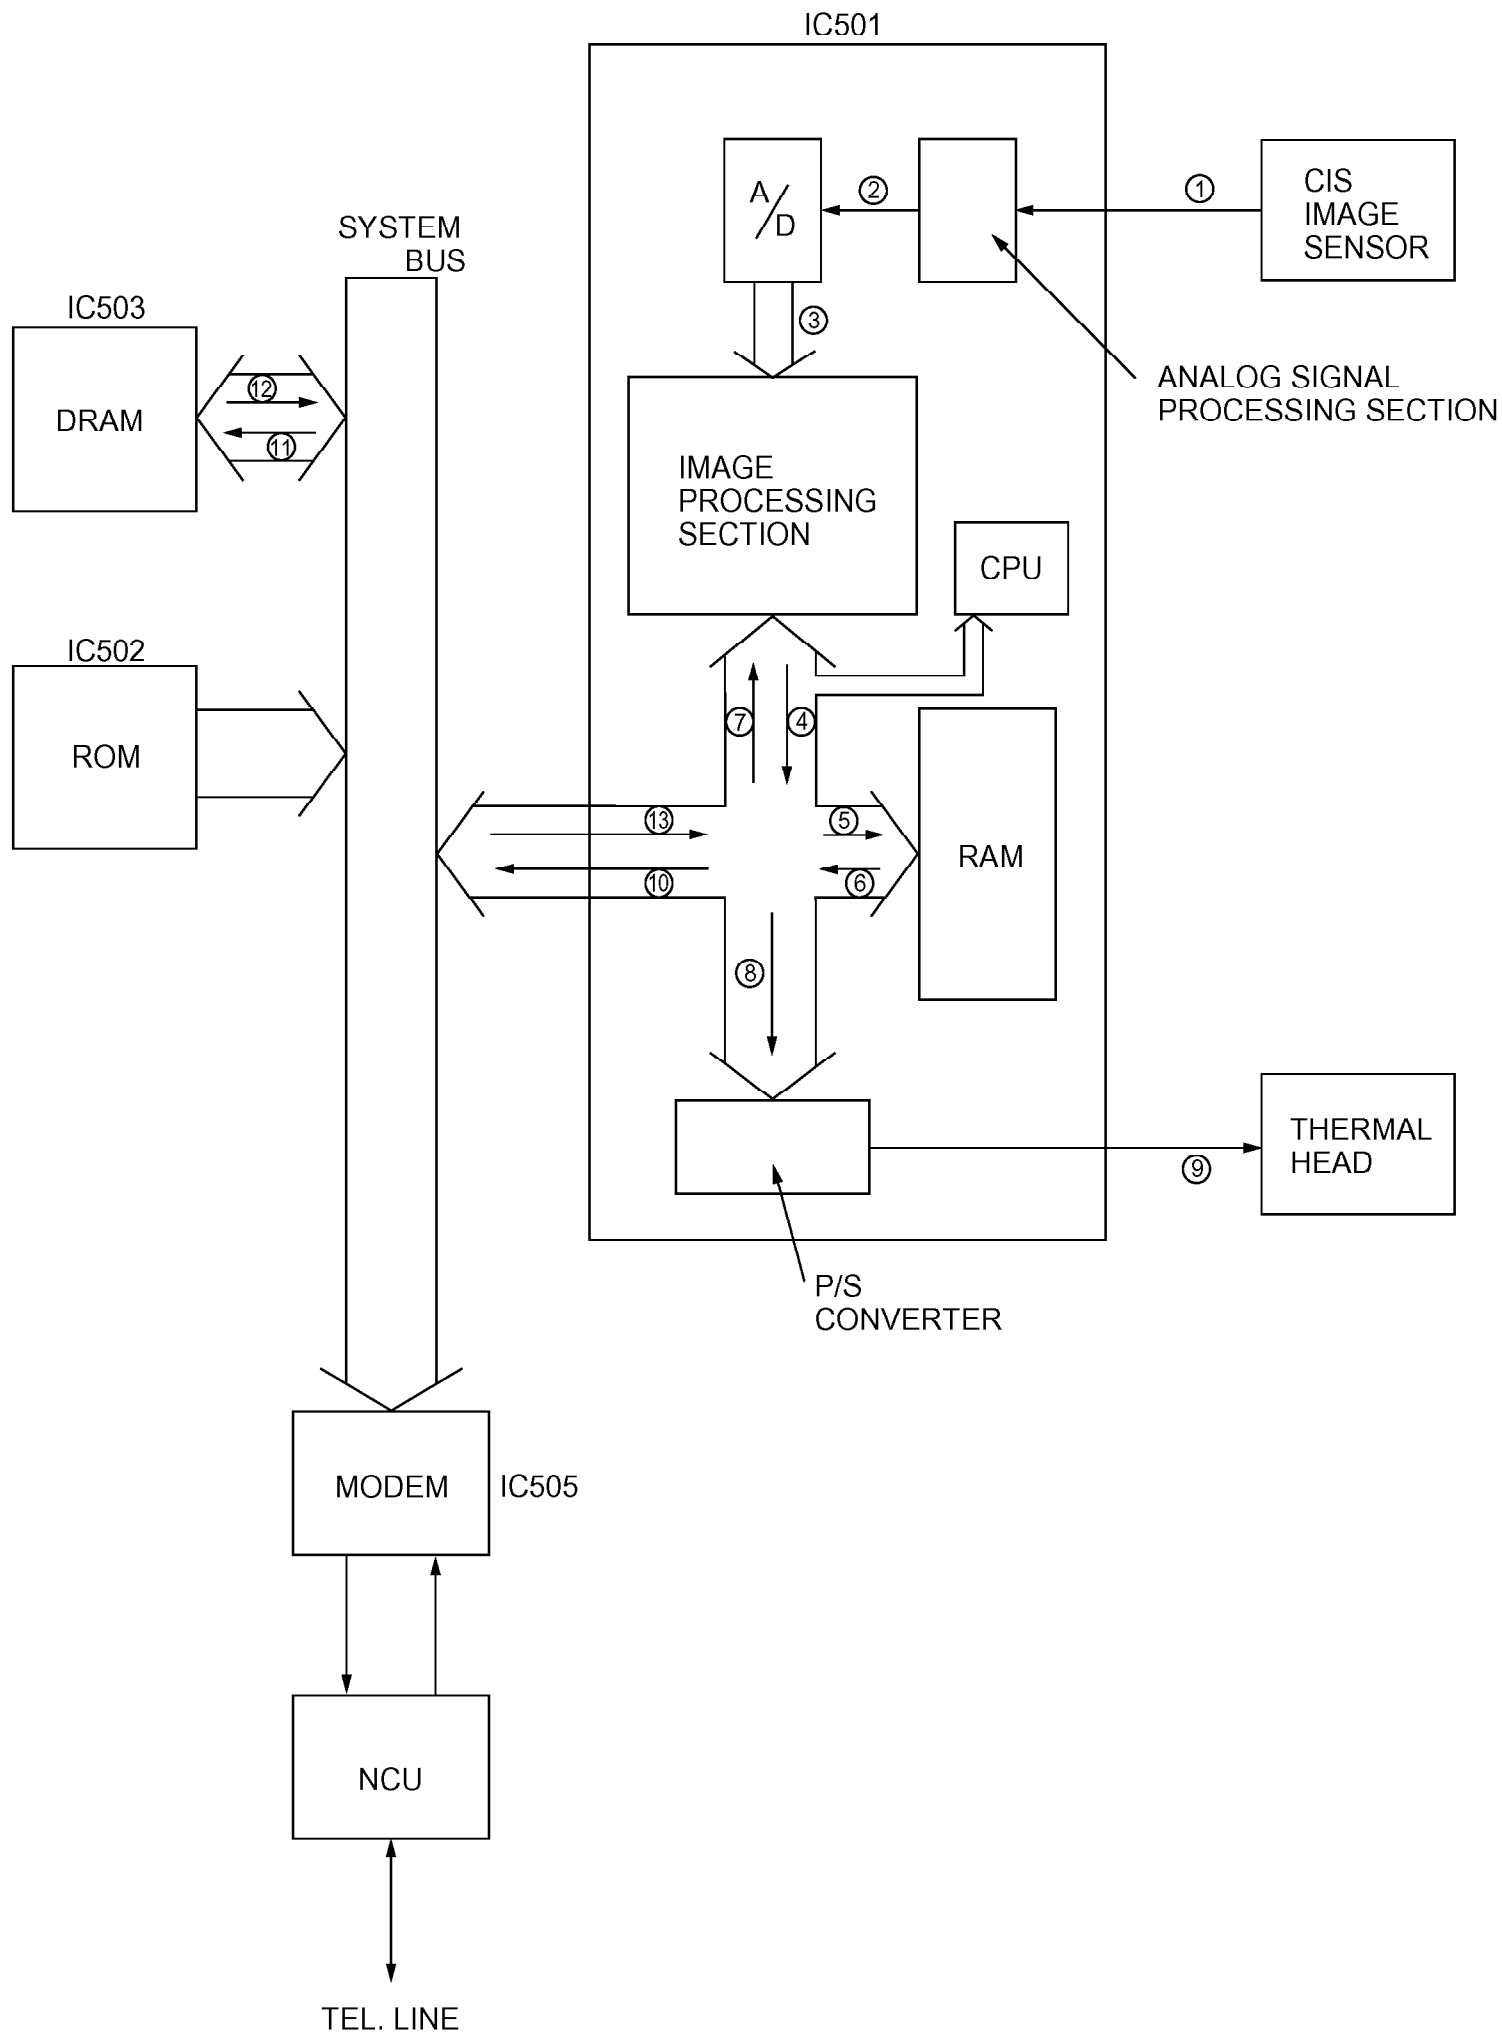 IC501
CIS
IMAGE
SENSOR
①
②
A/D
③
ANALOG SIGNAL
PROCESSING SECTION
SYSTEM
BUS
IC503
DRAM
⑫
⑪
IMAGE
PROCESSING
SECTION
CPU
IC502
ROM
⑦
④
⑬
⑤
RAM
⑩
⑥
⑧
THERMAL
HEAD
⑨
P/S
CONVERTER
MODEM
IC505
NCU
TEL. LINE